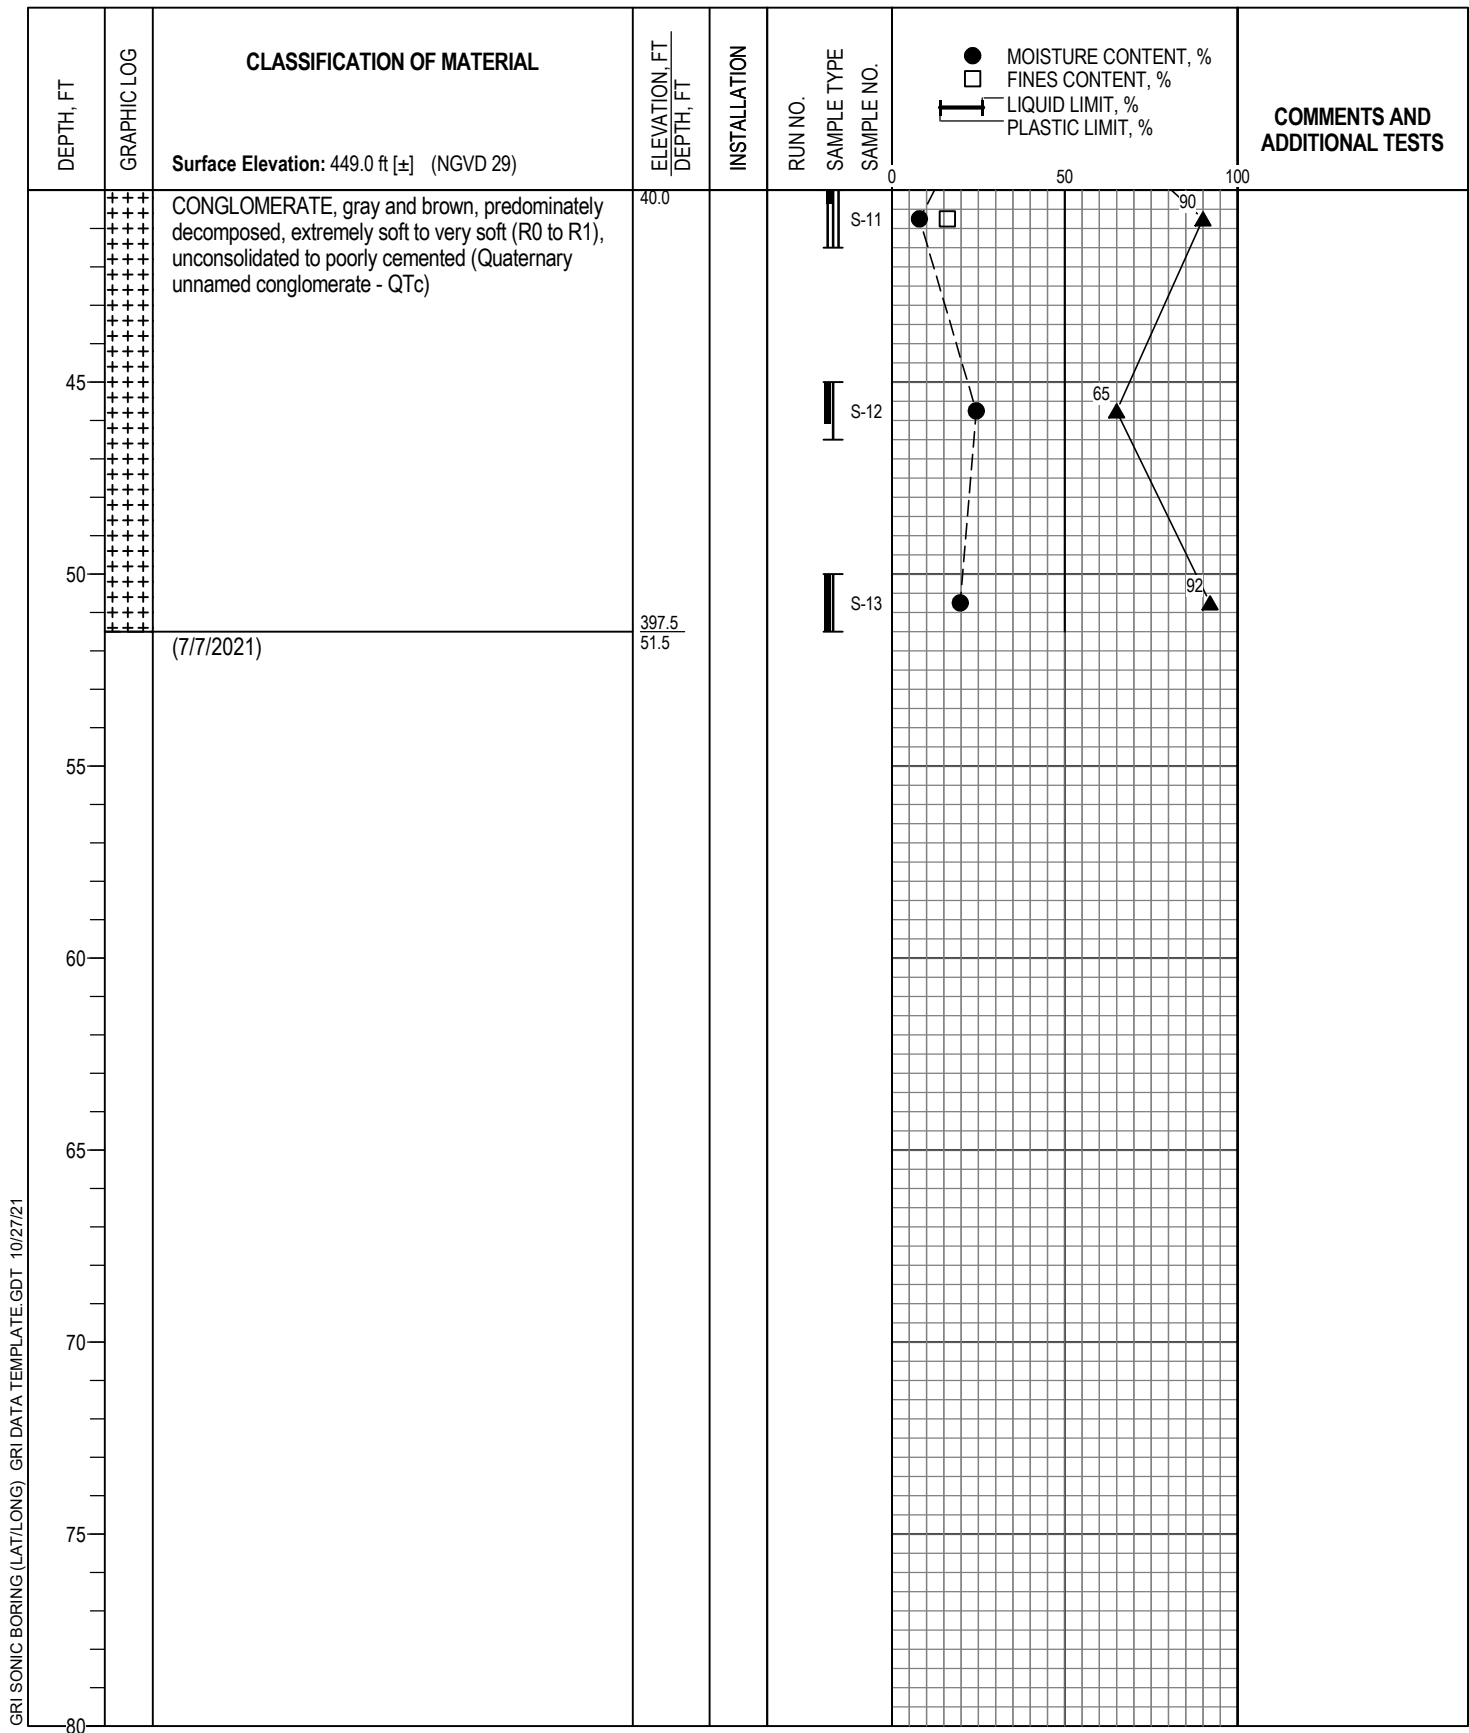 DEPTH, FT
GRAPHIC LOG
CLASSIFICATION OF MATERIAL
Surface Elevation: 449.0 ft [±] (NGVD 29)
ELEVATION, FT
DEPTH, FT
INSTALLATION
RUN NO.
SAMPLE TYPE
SAMPLE NO.
MOISTURE CONTENT, %
FINES CONTENT, %
LIQUID LIMIT, %
PLASTIC LIMIT, %
0 50 100
COMMENTS AND
ADDITIONAL TESTS
CONGLOMERATE, gray and brown, predominately
decomposed, extremely soft to very soft (R0 to R1),
unconsolidated to poorly cemented (Quaternary
unnamed conglomerate - QTc)
40.0
S-11
90
45
S-12
65
50
S-13
92
397.5
51.5
(7/7/2021)
55
60
65
70
75
80
GRI SONIC BORING (LAT/LONG) GRI DATA TEMPLATE.GDT 10/27/21